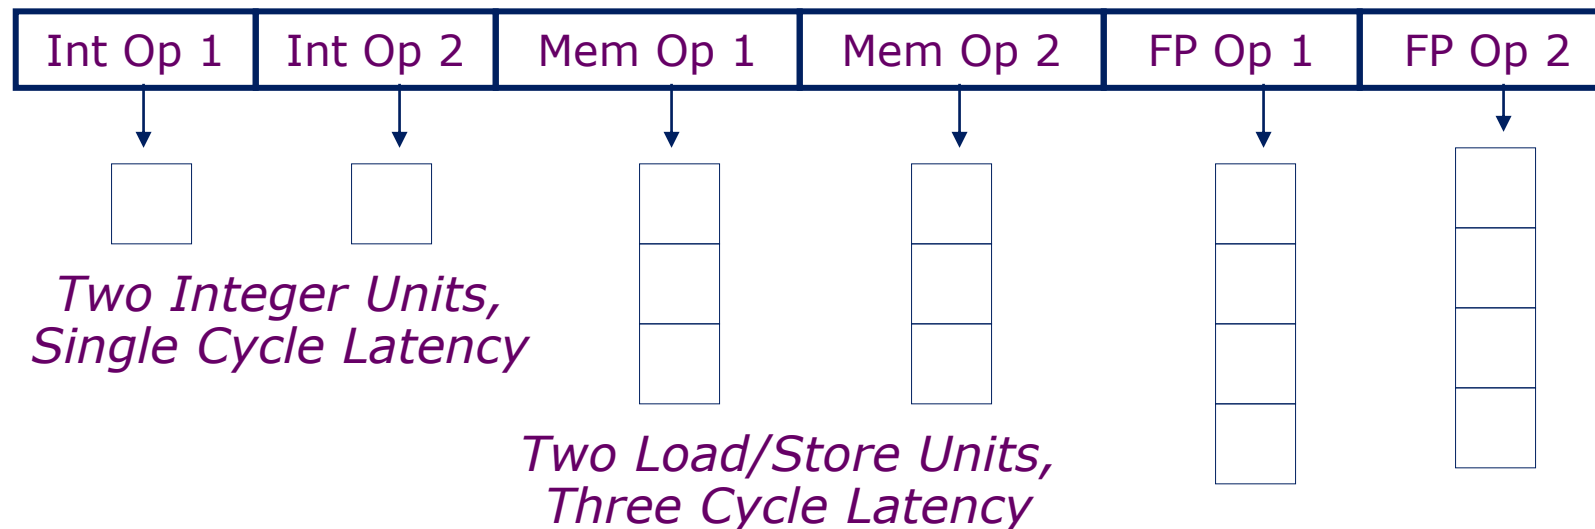 Int Op 1 Int Op 2 Mem Op 1 Mem Op 2 FP Op 1 FP Op 2
Two Integer Units,
Single Cycle Latency
Two Load/Store Units,
Three Cycle Latency